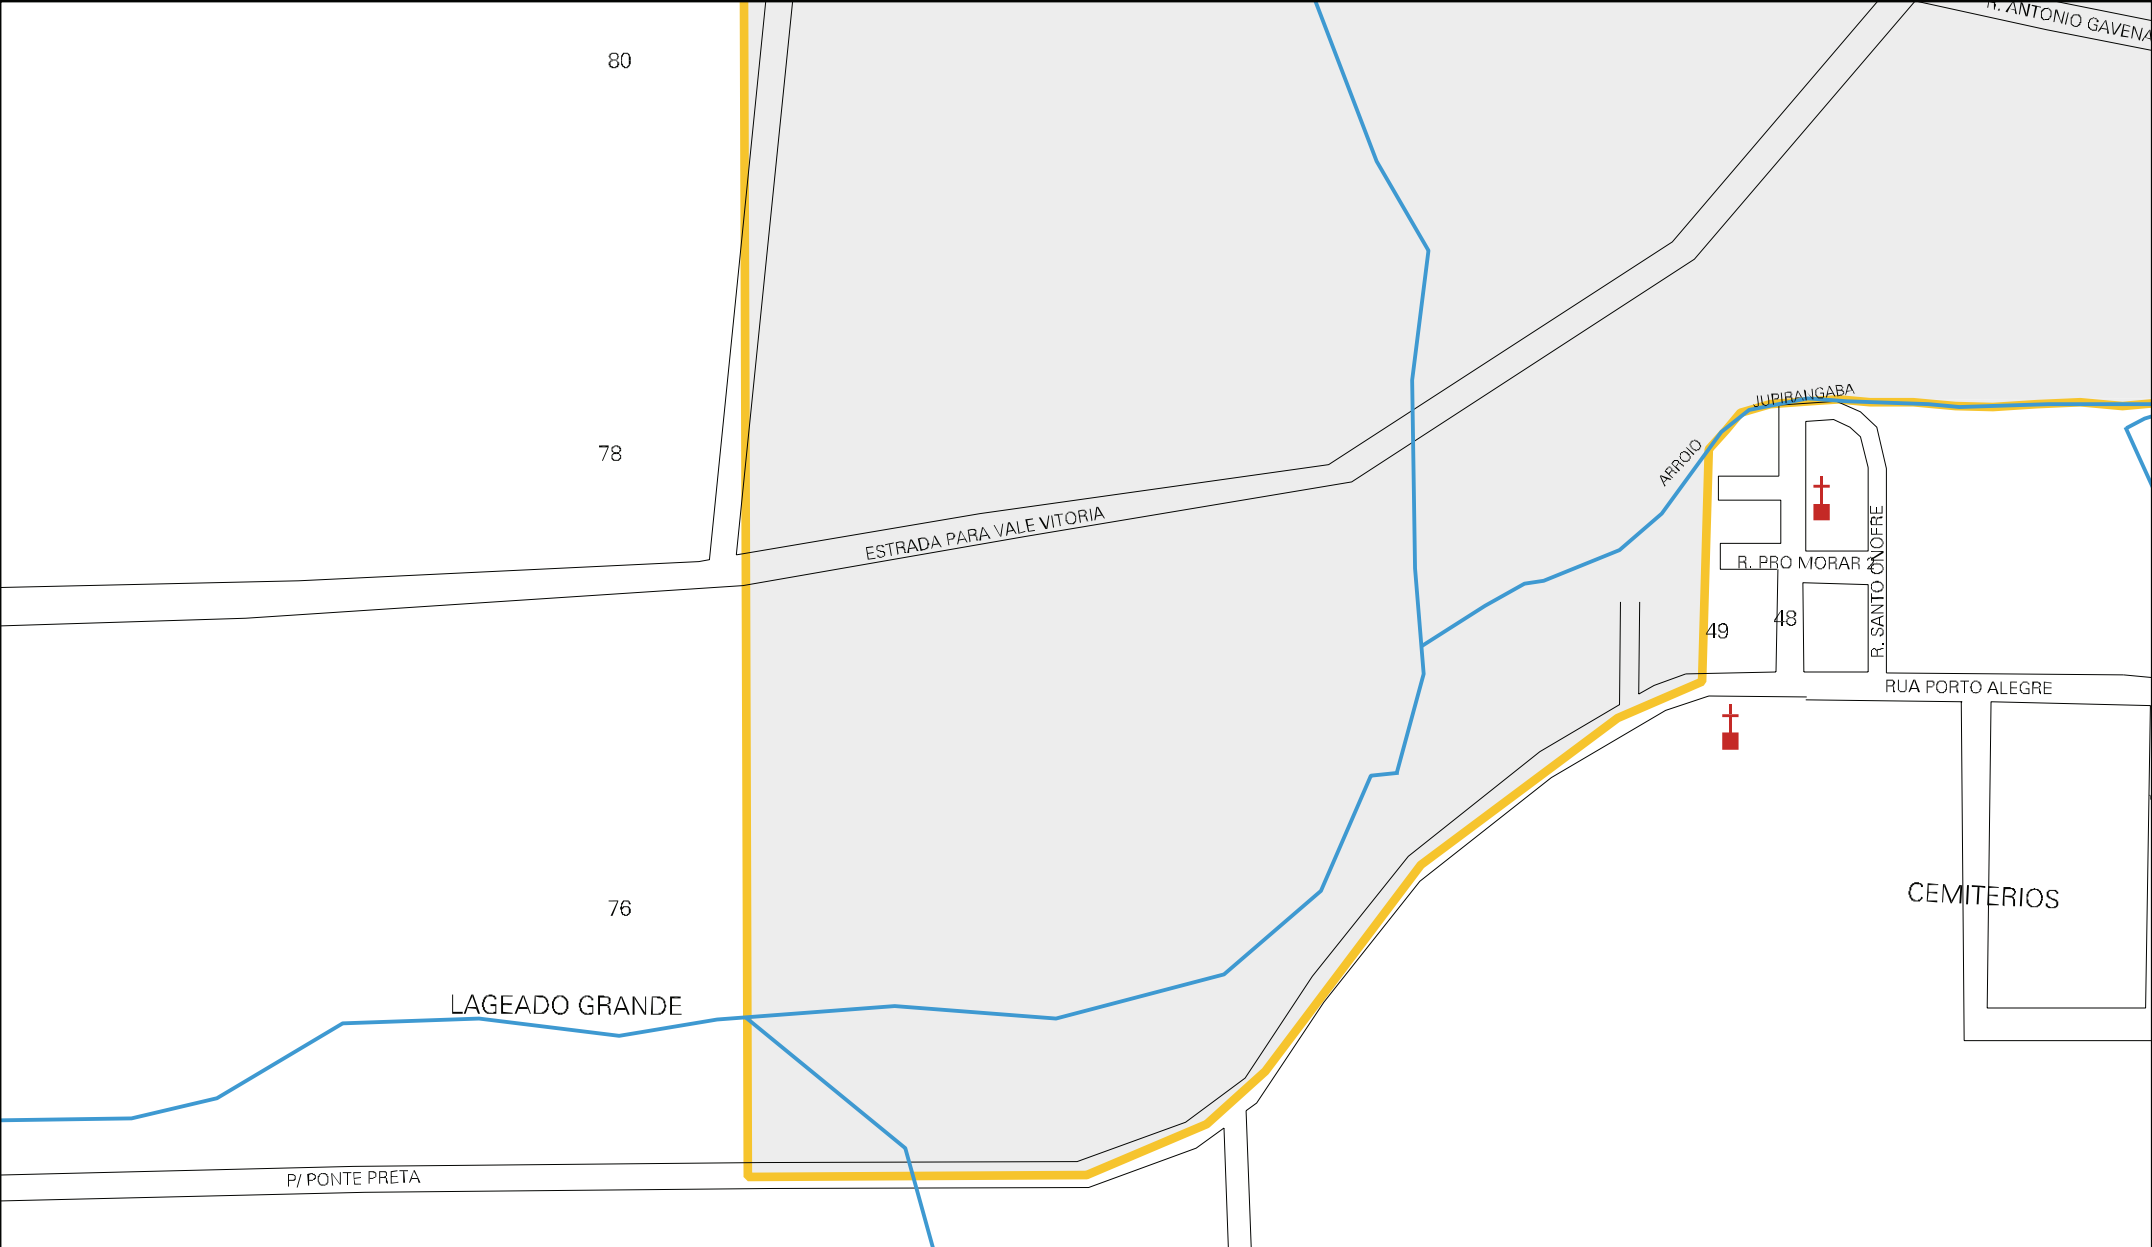 R. ANTONIO GAVENA
80
JUPIRANGABA
78
ARROIO
ESTRADA PARA VALE VITORIA
R. PRO MORAR 2
R. SANTO ONOFRE
48
49
RUA PORTO ALEGRE
CEMITERIOS
76
LAGEADO GRANDE
P/ PONTE PRETA